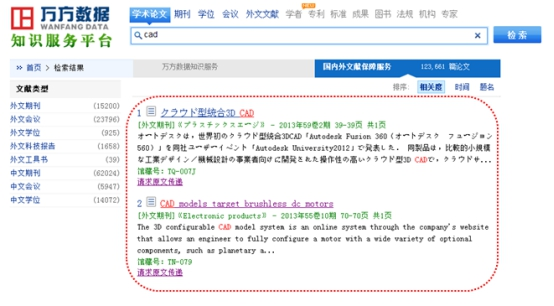 万方数据
WANFANG DATA
知识服务平台
学术论文 期刊 学位 会议 外文文献 学者 专利 标准 成果 图书 法规 机构 专家
cad
检索
首页 > 检索结果
万方数据知识服务
国内外文献保障服务 123,661 篇论文
排序: 相关度 时间 题名
文献类型
外文期刊 (15200)
外文会议 (23796)
外文学位 (925)
外文科技报告 (1658)
外文工具书 (39)
中文期刊 (62024)
中文会议 (5947)
中文学位 (14072)
1 クラウド型統合3D CAD
[外文期刊]《プラスチックスエージ》 - 2013年59卷2期 39-39页 共1页
オートデスクは，世界初のクラウド型統合3DCAD「Autodesk Fusion 360（オートデスク フュージョン
560）」を同社ユーザーイベント「Autodesk University2012」で発表した． 同製品は，比較的小規模
な工業デザイン／機械設計の事業者向けに開発された操作性の高いクラウド型3D CADで，クラウドサ...
馆藏号: TQ-007J
请求原文传递
2 CAD models target brushless dc motors
[外文期刊]《Electronic products》 - 2013年55卷10期 70-70页 共1页
The 3D configurable CAD model system is an online system through the company's website
that allows an engineer to fully configure a motor with a wide variety of optional
components, such as planetary a...
馆藏号: TN-079
请求原文传递